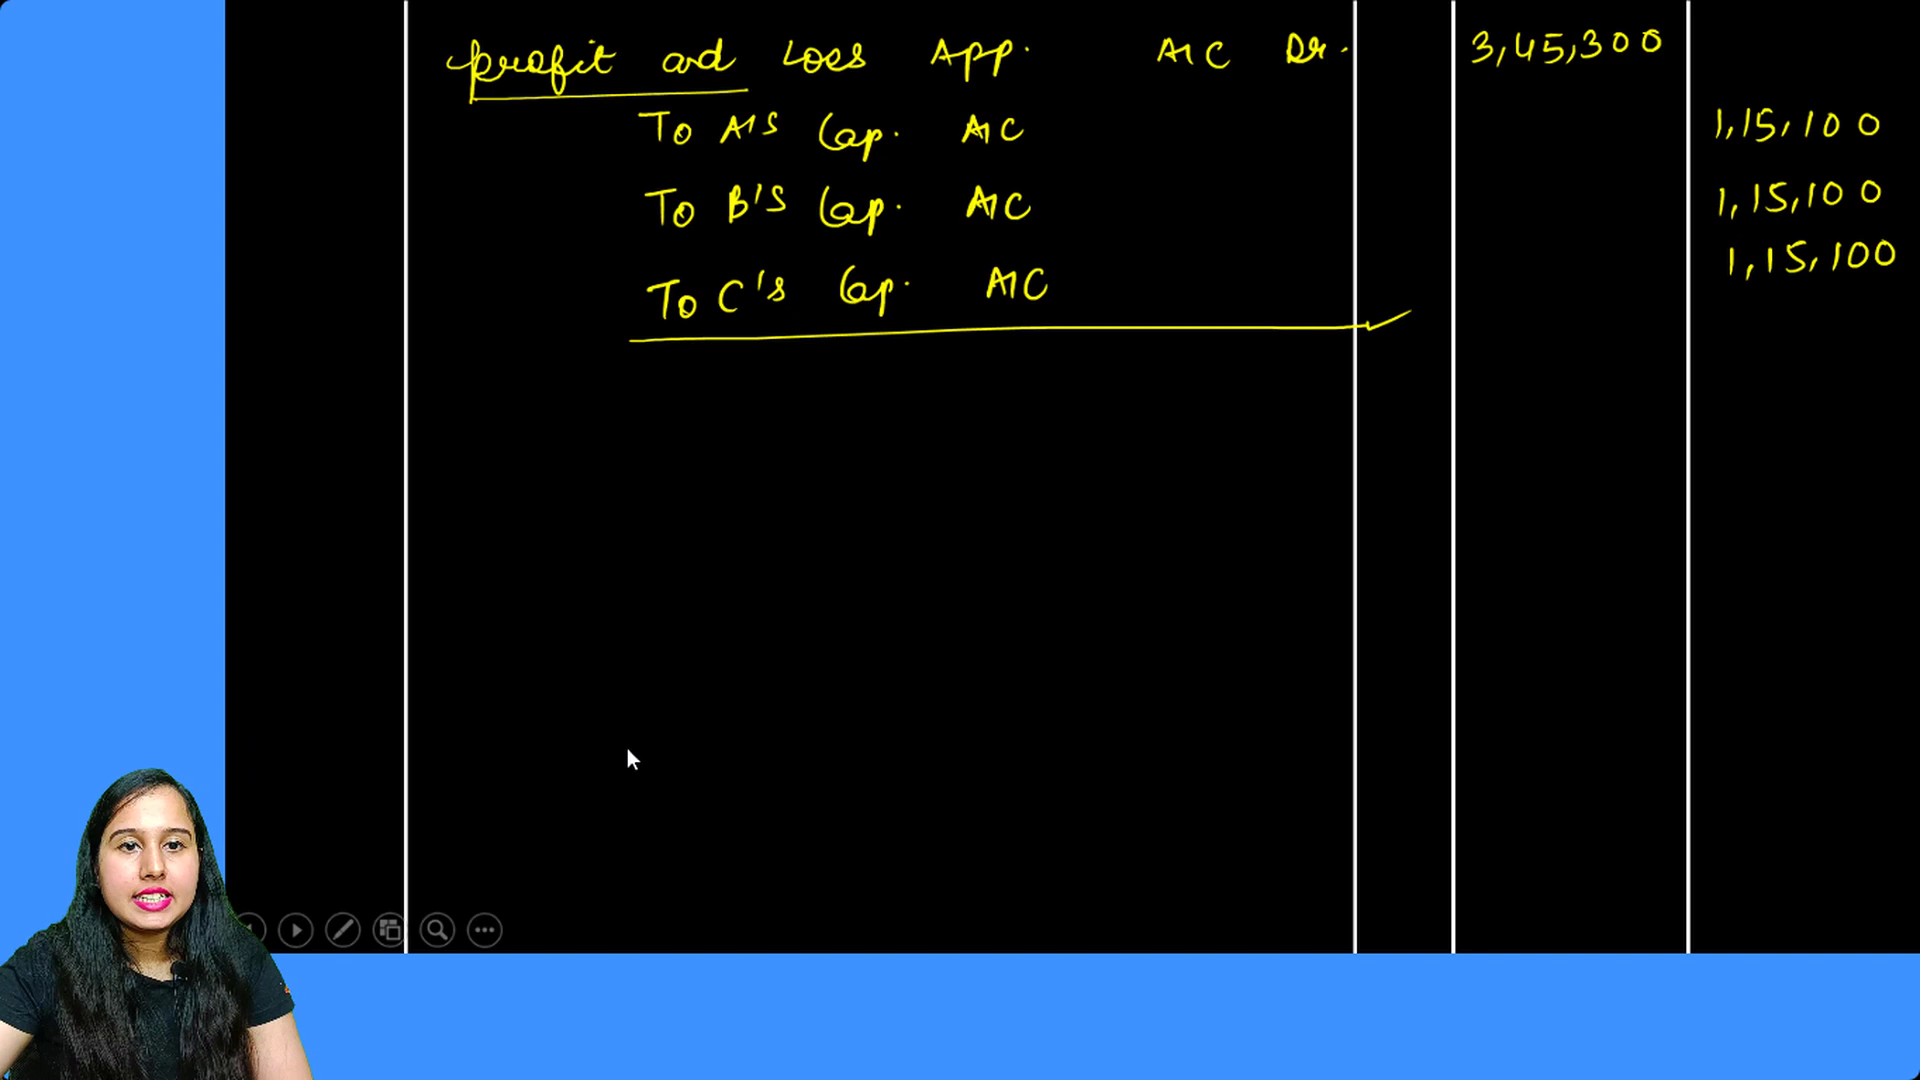 profit and Loss App. A/C Dr. 3,45,300
To A's Cap. A/C 1,15,100
To B's Cap. A/C 1,15,100
To C's Cap. A/C 1,15,100